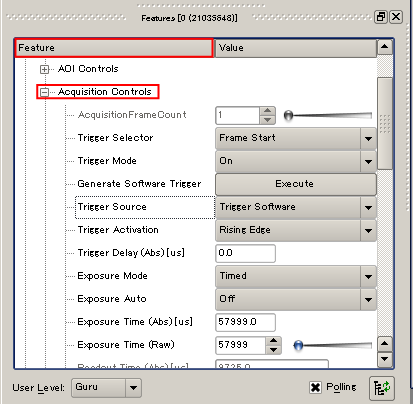 Features [0 (21035648)]
Feature Value
AOI Controls
Acquisition Controls
AcquisitionFrameCount 1
Trigger Selector Frame Start
Trigger Mode On
Generate Software Trigger Execute
Trigger Source Trigger Software
Trigger Activation Rising Edge
Trigger Delay (Abs) [us] 0.0
Exposure Mode Timed
Exposure Auto Off
Exposure Time (Abs) [us] 57999.0
Exposure Time (Raw) 57999
Readout Time (Abs) [us] 9725.0
User Level: Guru Polling